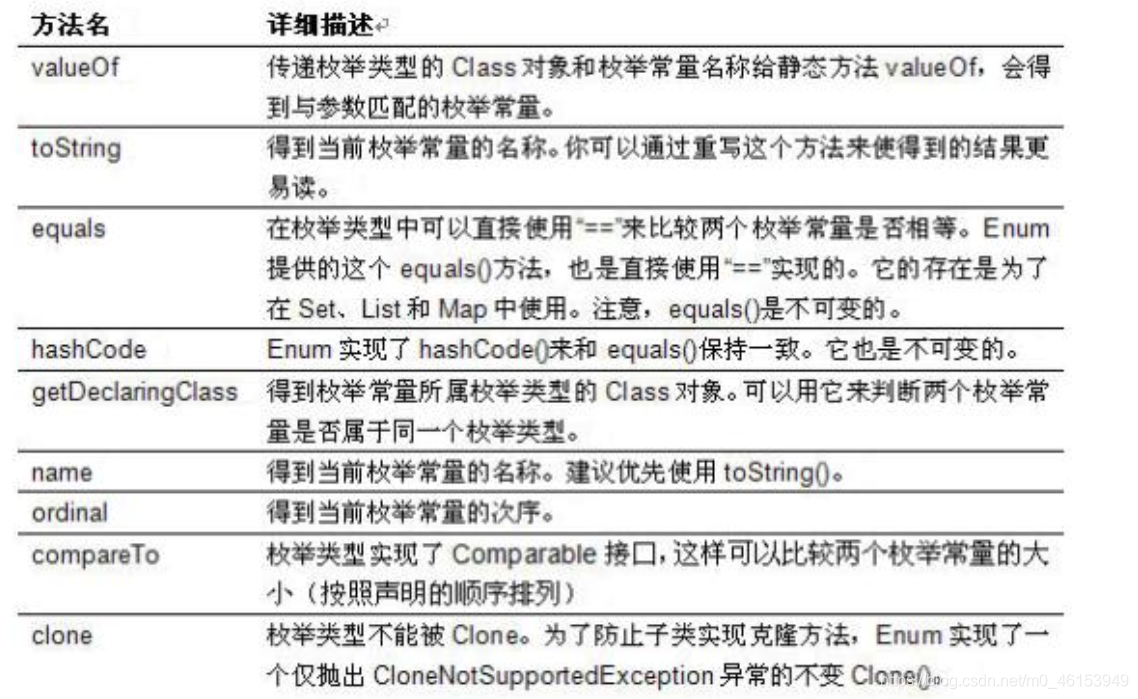 方法名 详细描述
valueOf 传递枚举类型的 Class 对象和枚举常量名称给静态方法 valueOf，会得
到与参数匹配的枚举常量。
toString 得到当前枚举常量的名称。你可以通过重写这个方法来使得到的结果更
易读。
equals 在枚举类型中可以直接使用“==”来比较两个枚举常量是否相等。Enum
提供的这个 equals()方法，也是直接使用“==”实现的。它的存在是为了
在 Set、List 和 Map 中使用。注意，equals()是不可变的。
hashCode Enum 实现了 hashCode()来和 equals()保持一致。它也是不可变的。
getDeclaringClass 得到枚举常量所属枚举类型的 Class 对象。可以用它来判断两个枚举常
量是否属于同一个枚举类型。
name 得到当前枚举常量的名称。建议优先使用 toString()。
ordinal 得到当前枚举常量的次序。
compareTo 枚举类型实现了 Comparable 接口，这样可以比较两个枚举常量的大
小（按照声明的顺序排列）
clone 枚举类型不能被 Clone。为了防止子类实现克隆方法，Enum 实现了一
个仅抛出 CloneNotSupportedException 异常的不变 Clone()。
https://blog.csdn.net/m0_46153949